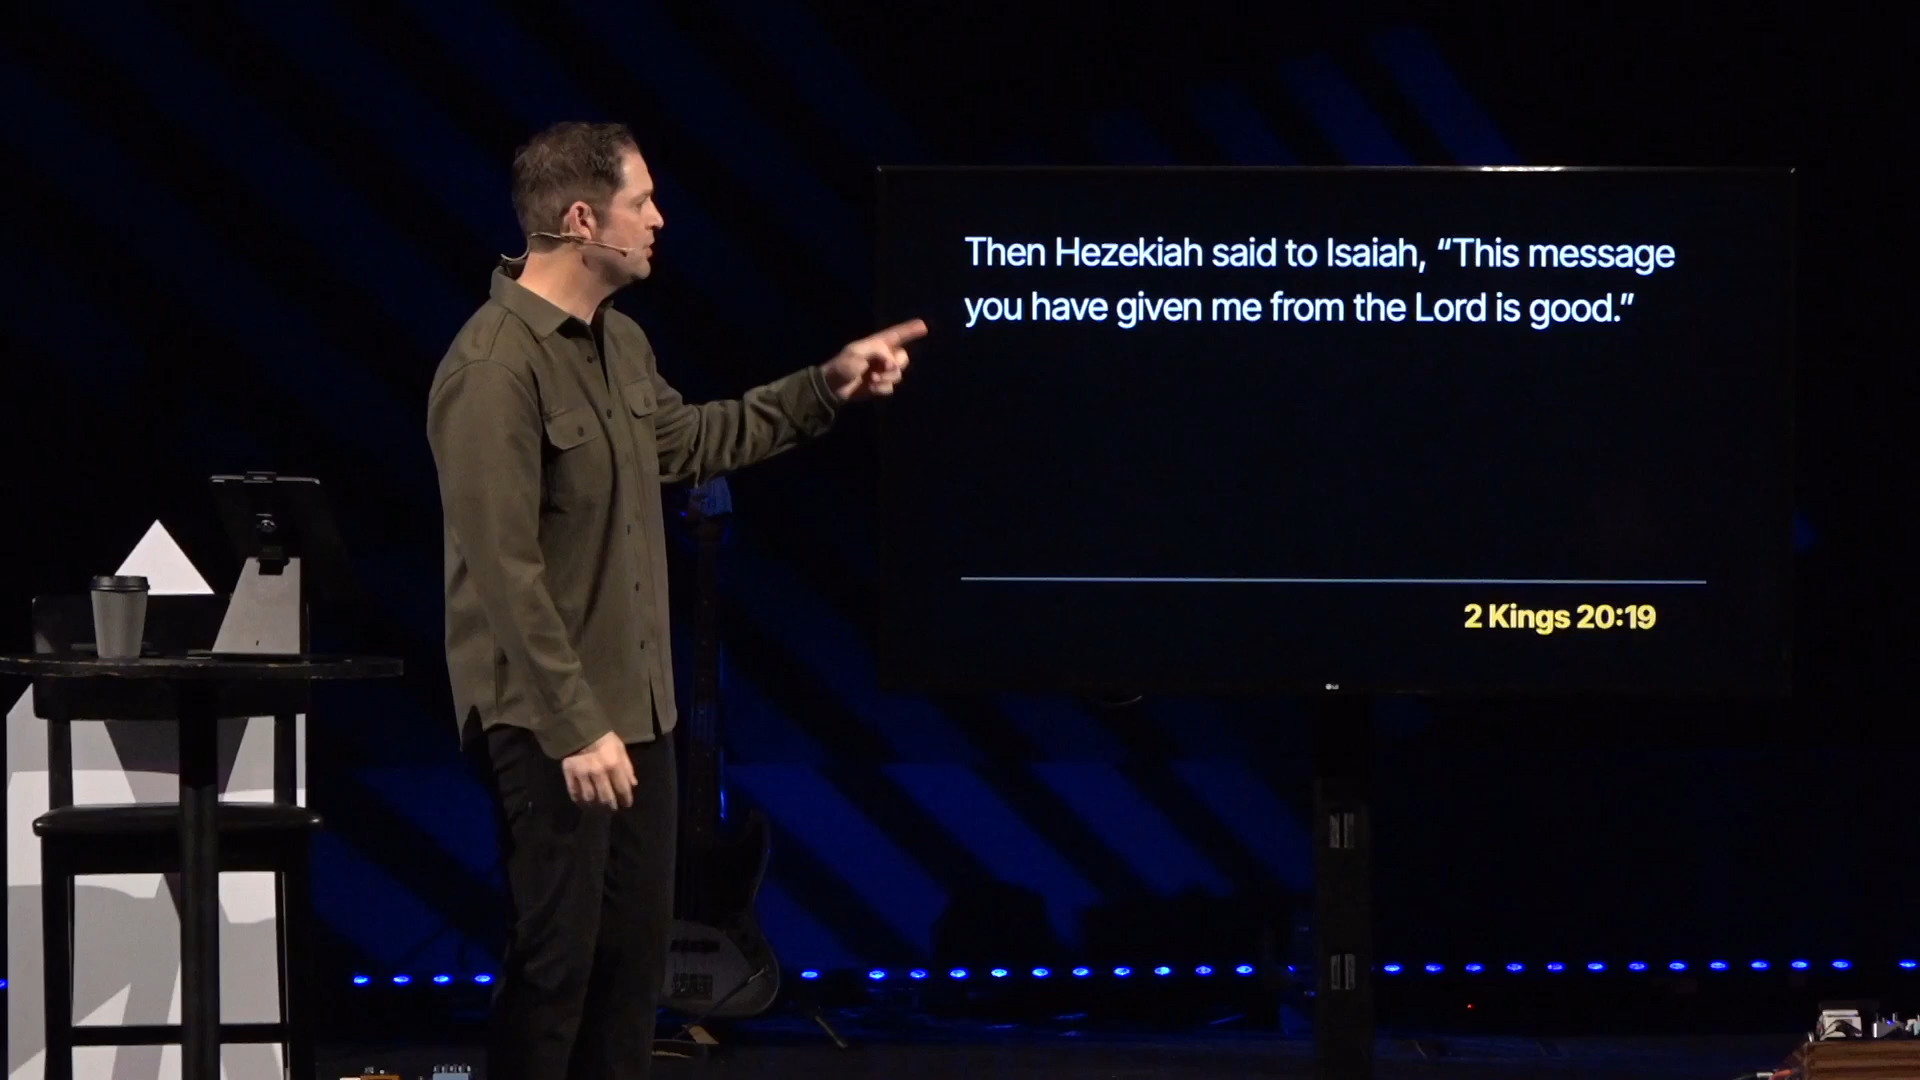 Then Hezekiah said to Isaiah, “This message
you have given me from the Lord is good.”
2 Kings 20:19
LG